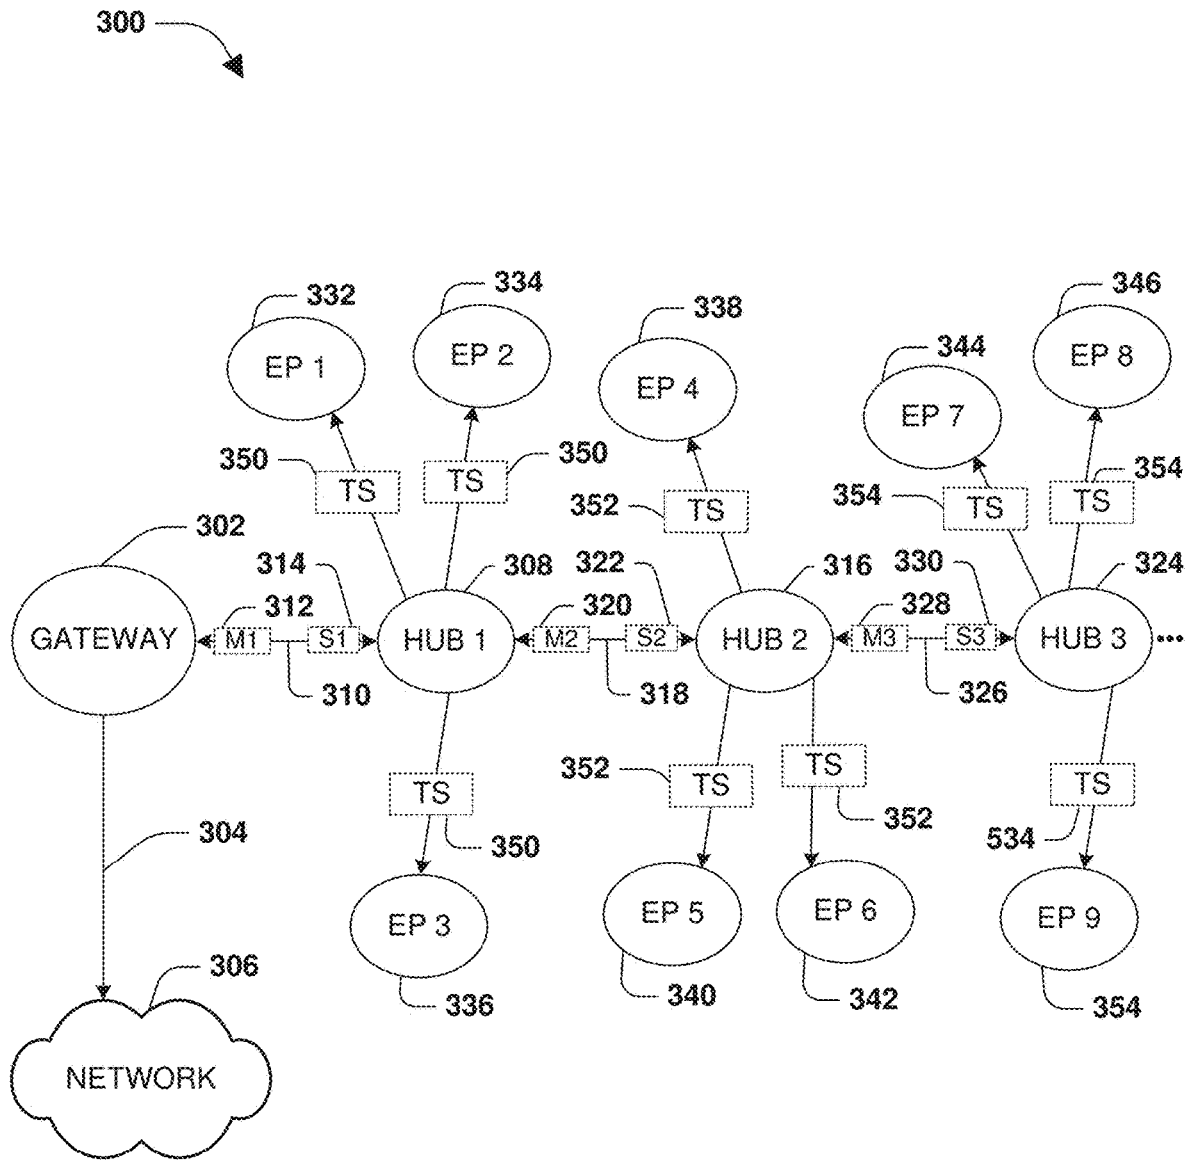 300
332
334
338
346
344
EP 1
EP 2
EP 4
EP 7
EP 8
350
TS
TS
350
352
TS
354
TS
TS
354
302
314
312
308
322
320
316
330
328
324
GATEWAY
M1
S1
HUB 1
M2
S2
HUB 2
M3
S3
HUB 3
•••
310
318
326
352
TS
TS
TS
TS
304
350
352
534
EP 3
EP 5
EP 6
EP 9
306
336
340
342
354
NETWORK